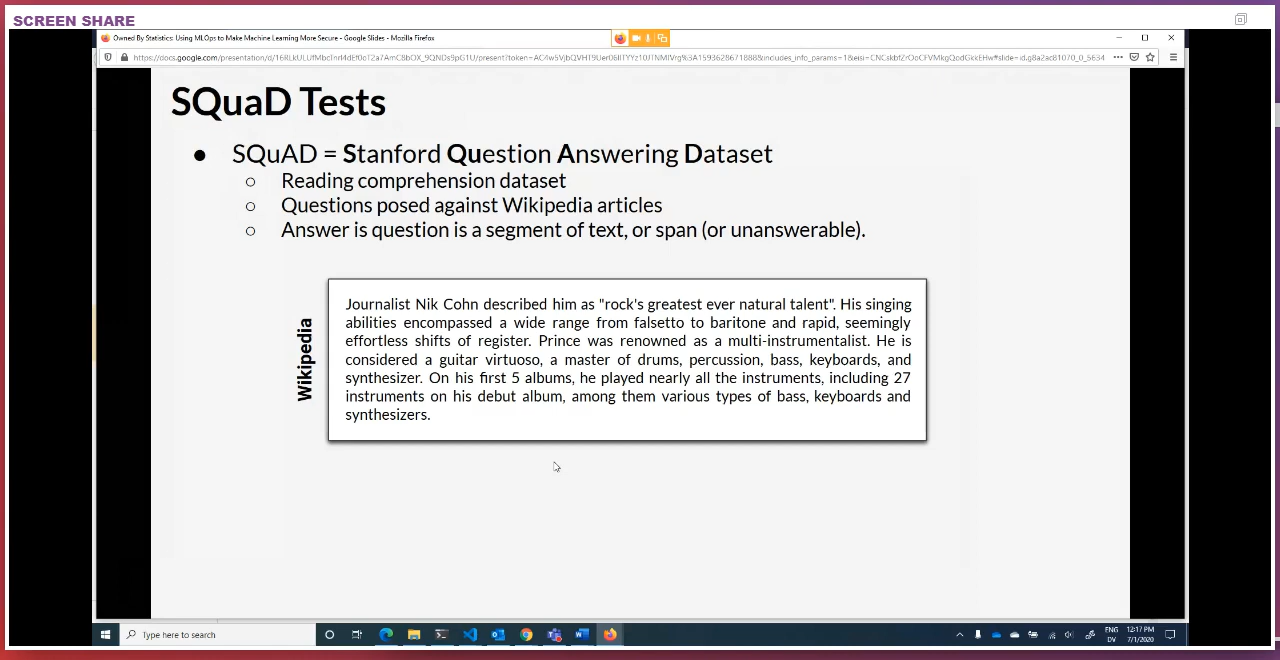 SCREEN SHARE
Owned By Statistics: Using MLOps to Make Machine Learning More Secure - Google Slides - Mozilla Firefox
SQuaD Tests
● SQuAD = Stanford Question Answering Dataset
○ Reading comprehension dataset
○ Questions posed against Wikipedia articles
○ Answer is question is a segment of text, or span (or unanswerable).
Wikipedia
Journalist Nik Cohn described him as "rock's greatest ever natural talent". His singing
abilities encompassed a wide range from falsetto to baritone and rapid, seemingly
effortless shifts of register. Prince was renowned as a multi-instrumentalist. He is
considered a guitar virtuoso, a master of drums, percussion, bass, keyboards, and
synthesizer. On his first 5 albums, he played nearly all the instruments, including 27
instruments on his debut album, among them various types of bass, keyboards and
synthesizers.
Type here to search
ENG
DV
12:17 PM
7/1/2020